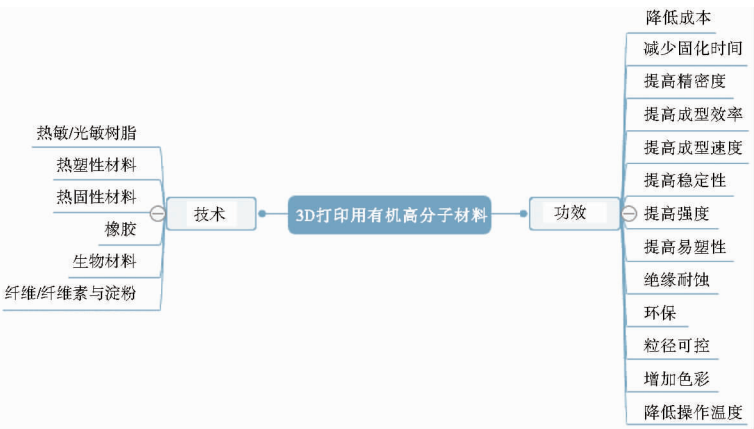 热敏/光敏树脂
热塑性材料
热固性材料
橡胶
生物材料
纤维/纤维素与淀粉
技术
3D打印用有机高分子材料
功效
降低成本
减少固化时间
提高精密度
提高成型效率
提高成型速度
提高稳定性
提高强度
提高易塑性
绝缘耐蚀
环保
粒径可控
增加色彩
降低操作温度